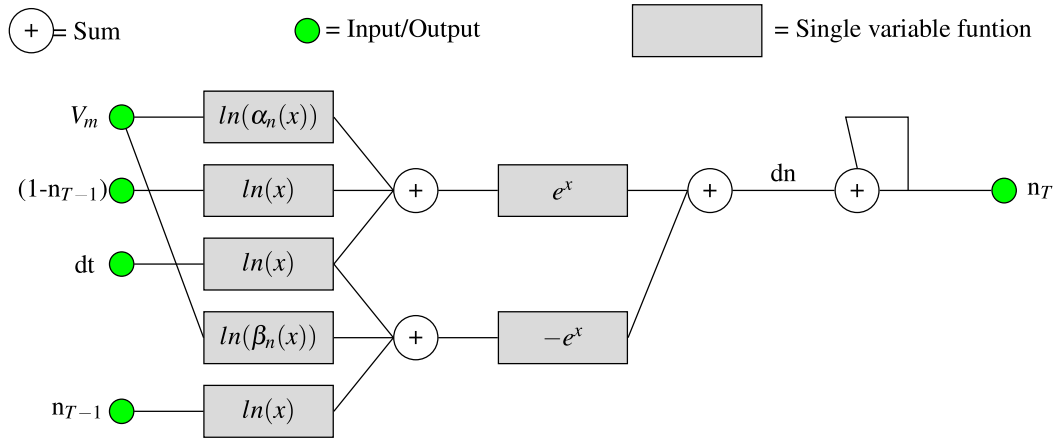 + = Sum
= Input/Output
= Single variable funtion
V_m
ln(α_n(x))
(1-n_{T−1})
ln(x)
+
e^x
+
dn
+
n_T
dt
ln(x)
ln(β_n(x))
+
−e^x
n_{T−1}
ln(x)